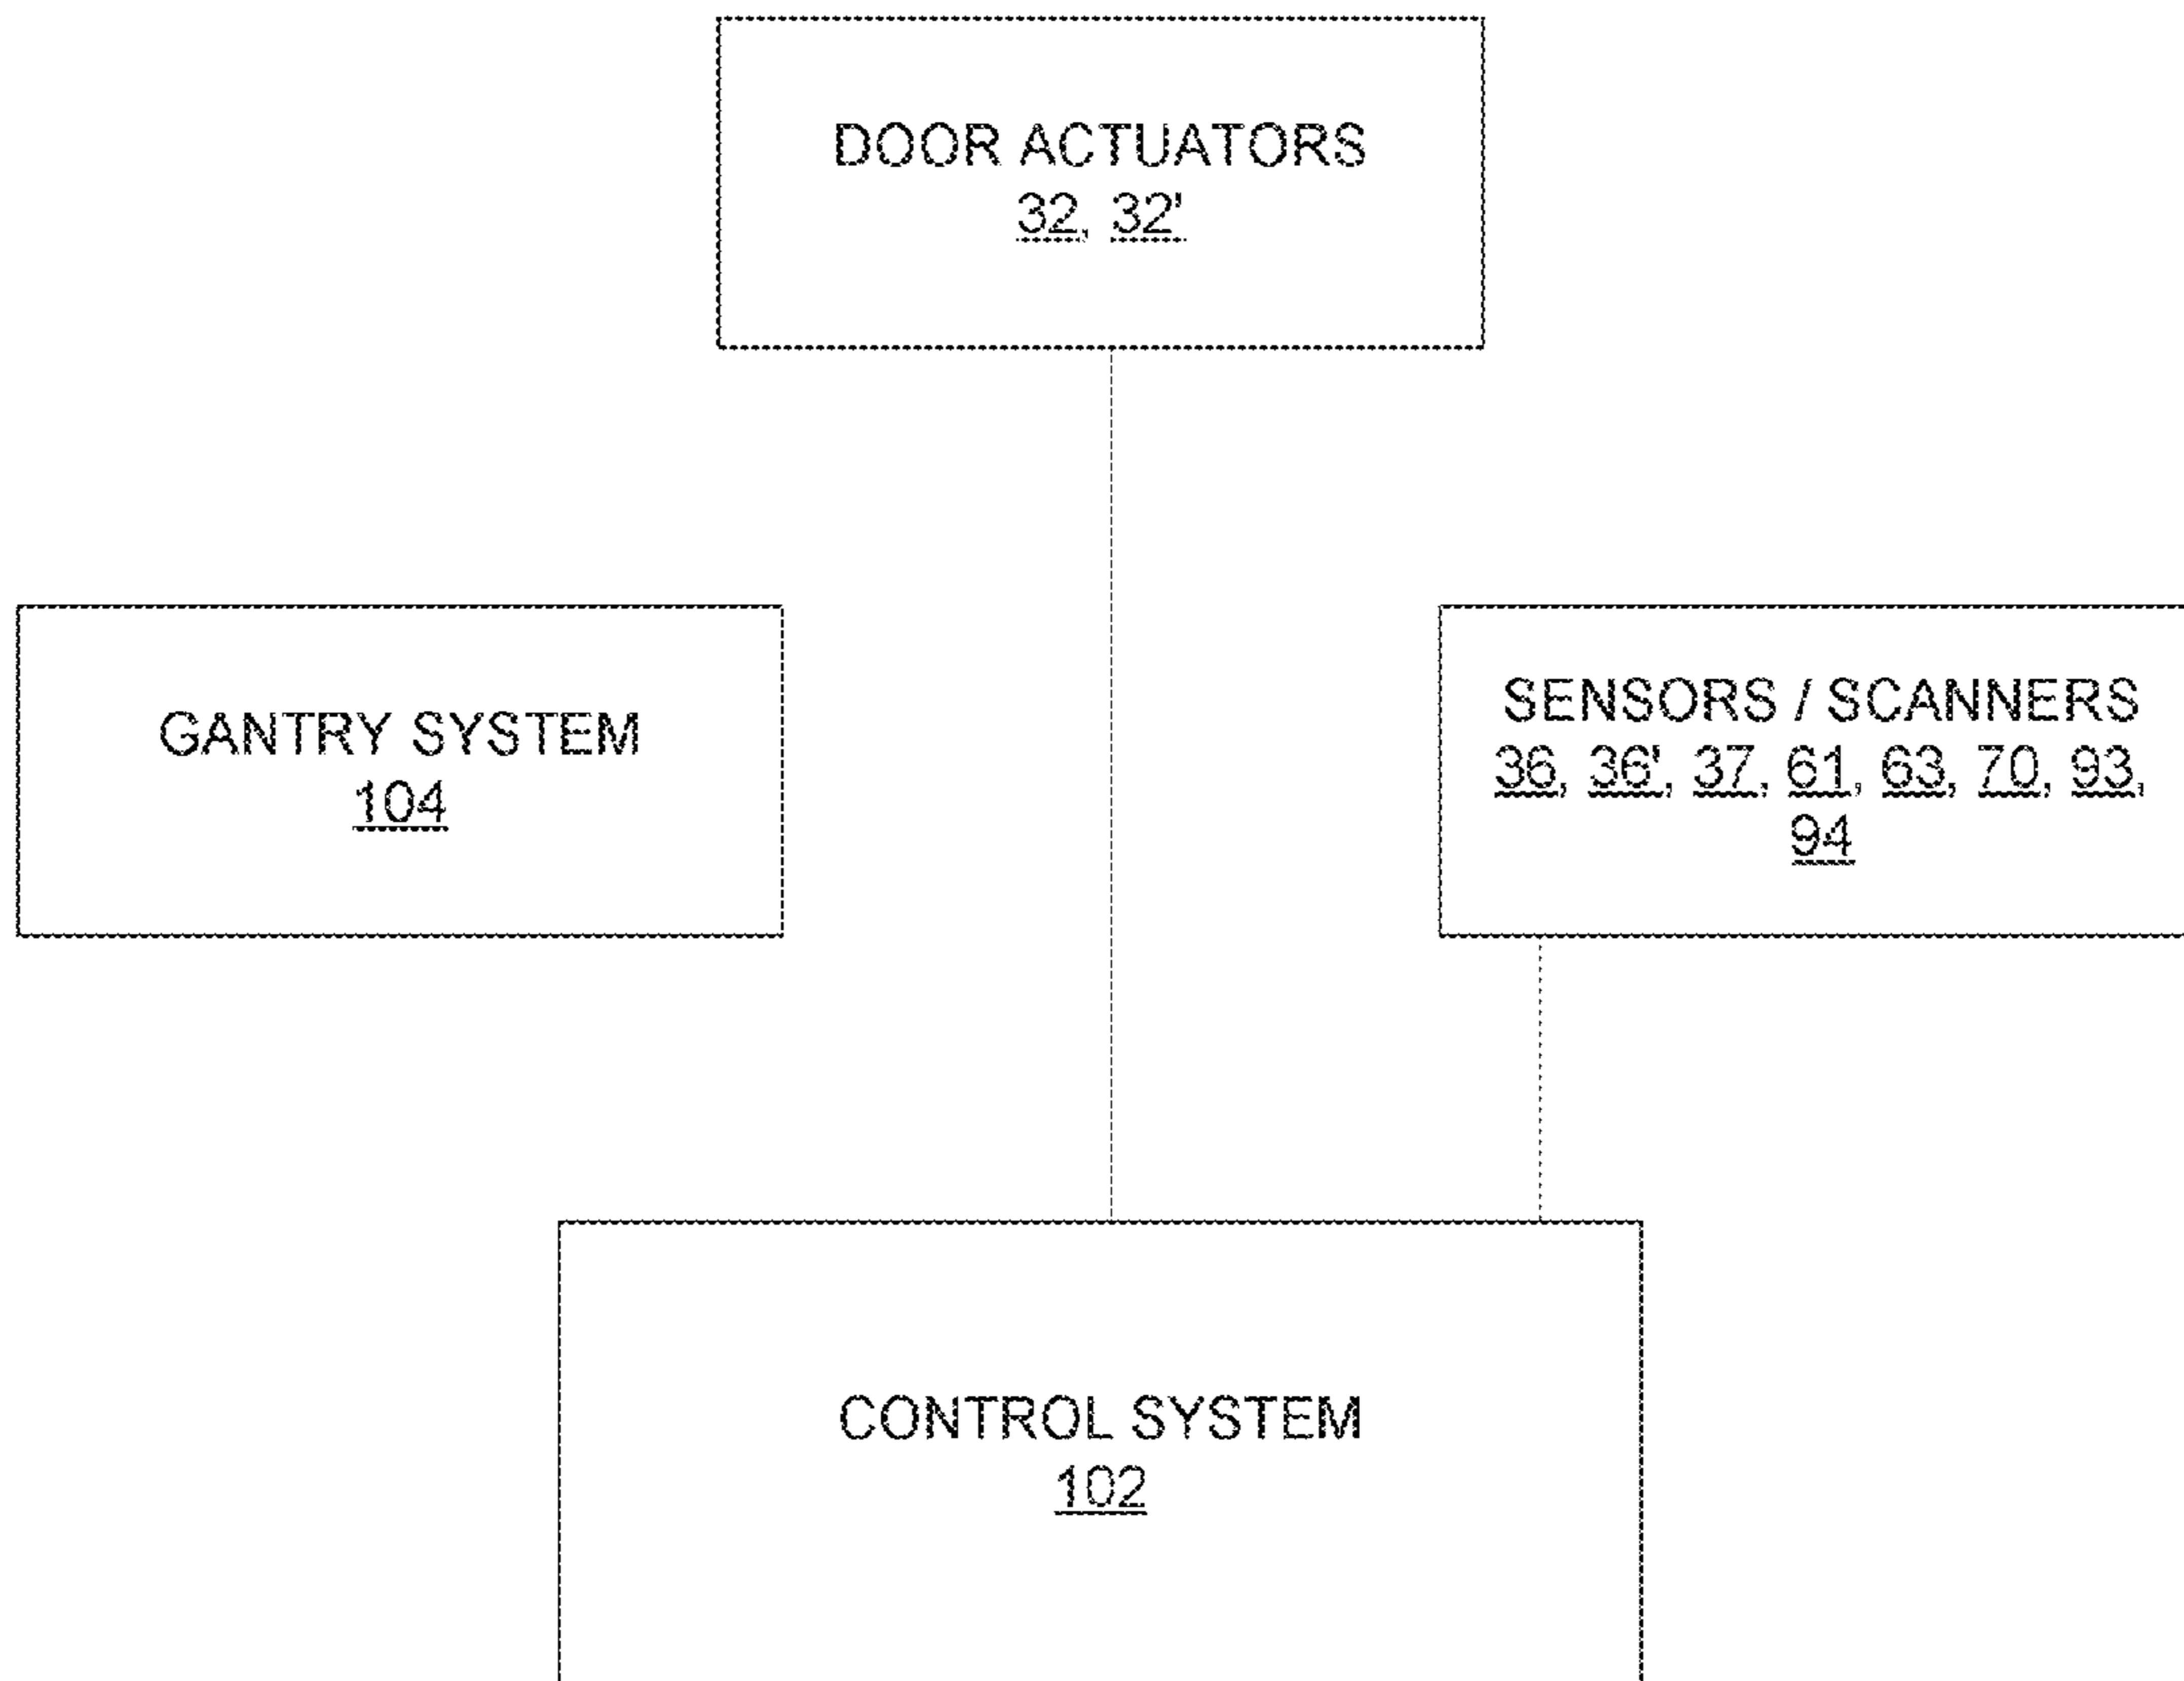 DOOR ACTUATORS
32, 32'
GANTRY SYSTEM
104
SENSORS / SCANNERS
36, 36', 37, 61, 63, 70, 93,
94
CONTROL SYSTEM
102